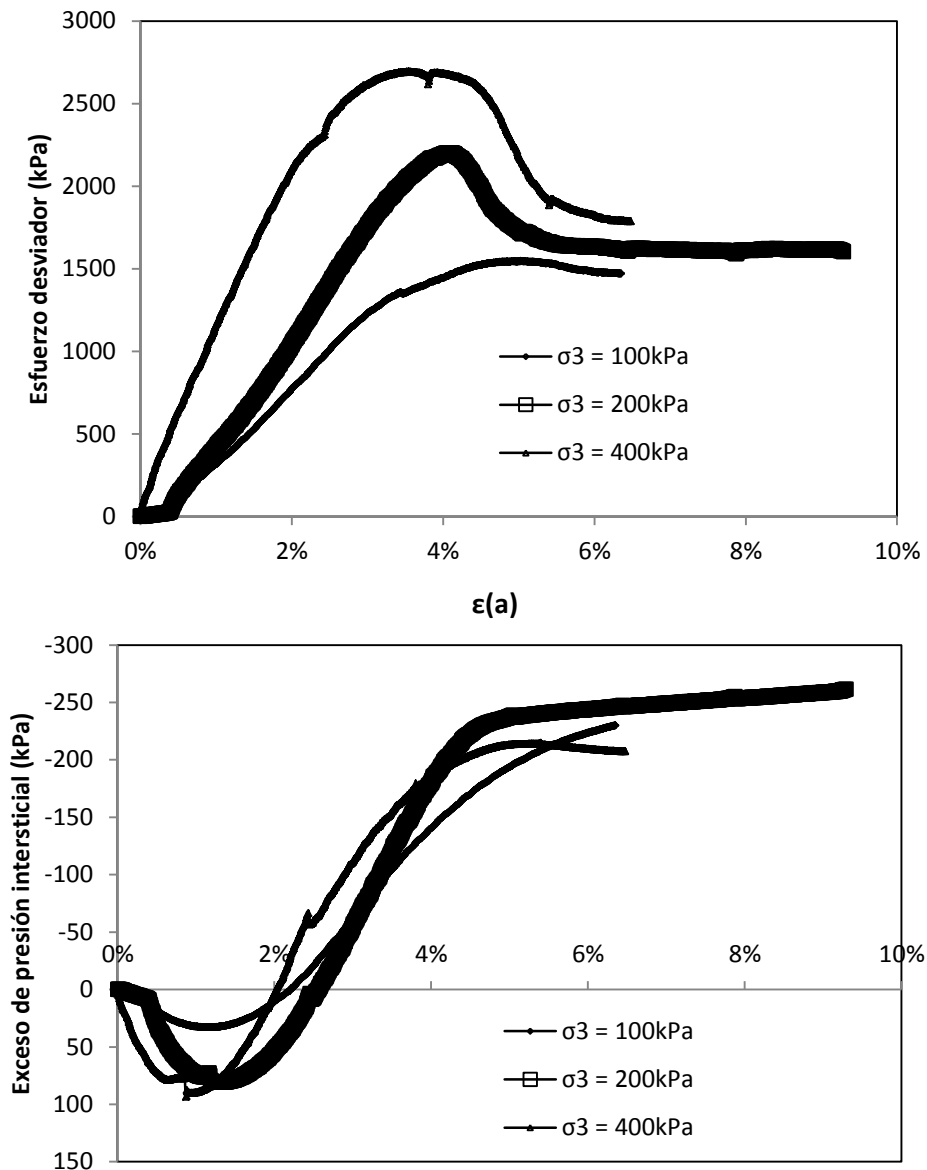 3000
2500
2000
1500
1000
500
0
Esfuerzo desviador (kPa)
0% 2% 4% 6% 8% 10%
ε(a)
σ3 = 100kPa
σ3 = 200kPa
σ3 = 400kPa
-300
-250
-200
-150
-100
-50
0
50
100
150
Exceso de presión intersticial (kPa)
0% 2% 4% 6% 8% 10%
σ3 = 100kPa
σ3 = 200kPa
σ3 = 400kPa